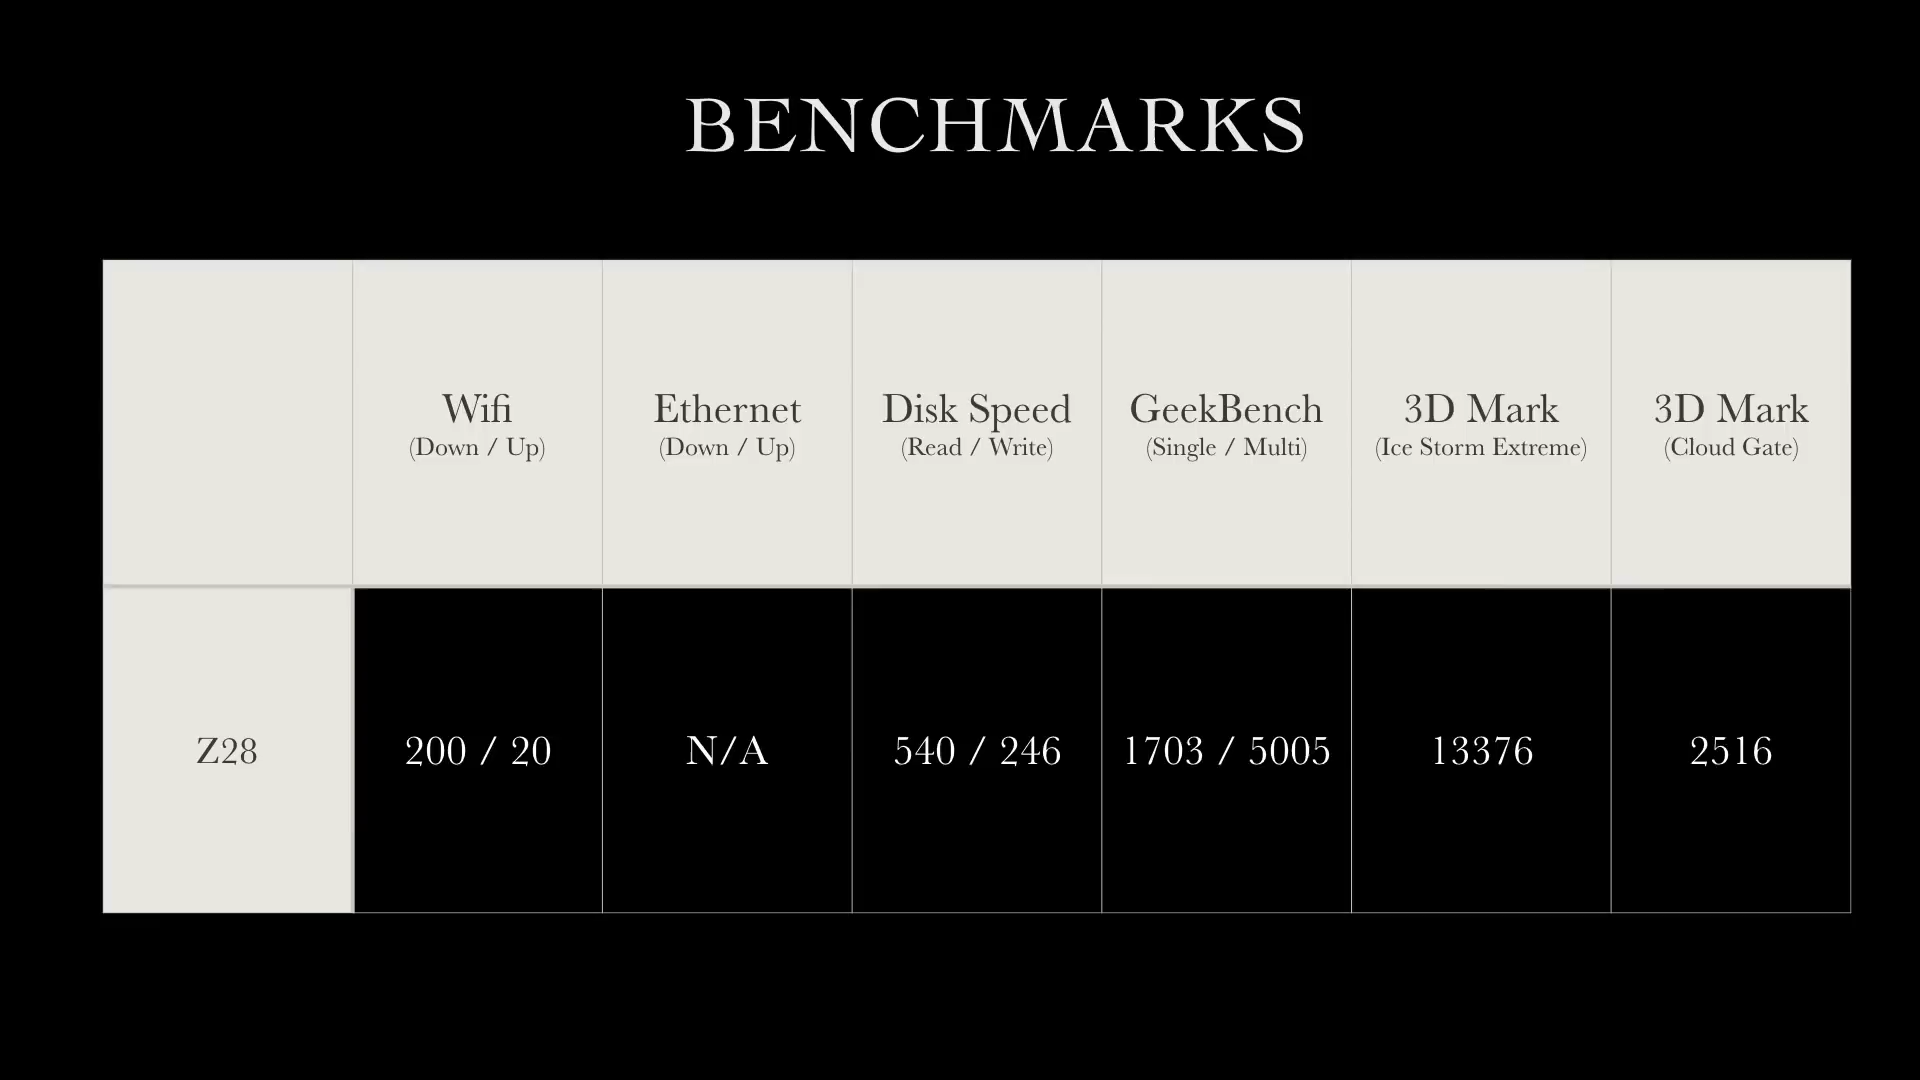 BENCHMARKS
Wifi
(Down / Up)
Ethernet
(Down / Up)
Disk Speed
(Read / Write)
GeekBench
(Single / Multi)
3D Mark
(Ice Storm Extreme)
3D Mark
(Cloud Gate)
Z28
200 / 20
N/A
540 / 246
1703 / 5005
13376
2516